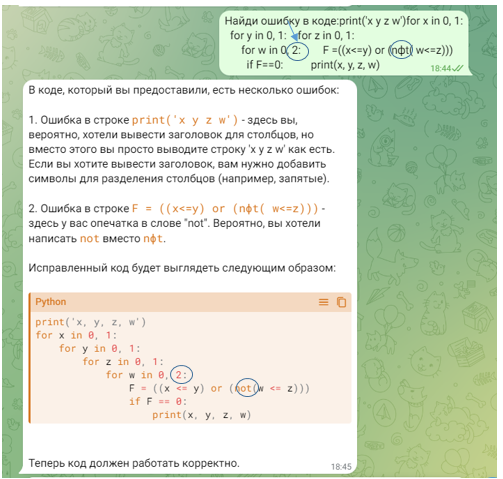 Найди ошибку в коде:print('x y z w')for x in 0, 1:
for y in 0, 1: for z in 0, 1:
for w in 0, 2: F =((x<=y) or (nфt( w<=z)))
if F==0: print(x, y, z, w)
18:44
В коде, который вы предоставили, есть несколько ошибок:
1. Ошибка в строке print('x y z w') - здесь вы,
вероятно, хотели вывести заголовок для столбцов, но
вместо этого вы просто выводите строку 'x y z w' как есть.
Если вы хотите вывести заголовок, вам нужно добавить
символы для разделения столбцов (например, запятые).
2. Ошибка в строке F = ((x<=y) or (nфt( w<=z))) -
здесь у вас опечатка в слове "not". Вероятно, вы хотели
написать not вместо nфt.
Исправленный код будет выглядеть следующим образом:
Python
print('x, y, z, w')
for x in 0, 1:
for y in 0, 1:
for z in 0, 1:
for w in 0, 2:
F = ((x <= y) or (not(w <= z)))
if F == 0:
print(x, y, z, w)
Теперь код должен работать корректно.
18:45